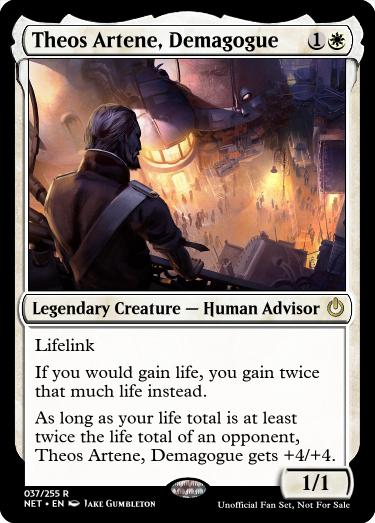 Theos Artene, Demagogue 1
Legendary Creature — Human Advisor
Lifelink
If you would gain life, you gain twice
that much life instead.
As long as your life total is at least
twice the life total of an opponent,
Theos Artene, Demagogue gets +4/+4.
1/1
037/255 R
NET • EN Jake Gumbleton
Unofficial Fan Set, Not For Sale